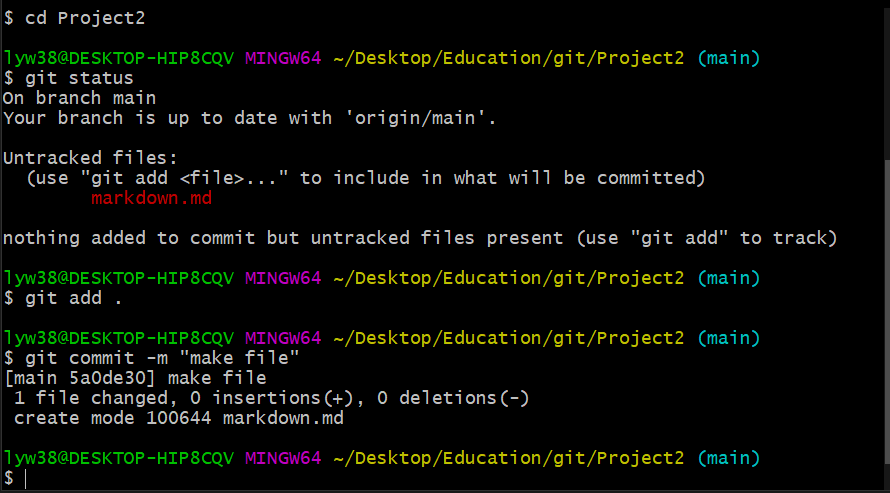 $ cd Project2
lyw38@DESKTOP-HIP8CQV MINGW64 ~/Desktop/Education/git/Project2 (main)
$ git status
On branch main
Your branch is up to date with 'origin/main'.
Untracked files:
  (use "git add <file>..." to include in what will be committed)
        markdown.md
nothing added to commit but untracked files present (use "git add" to track)
lyw38@DESKTOP-HIP8CQV MINGW64 ~/Desktop/Education/git/Project2 (main)
$ git add .
lyw38@DESKTOP-HIP8CQV MINGW64 ~/Desktop/Education/git/Project2 (main)
$ git commit -m "make file"
[main 5a0de30] make file
 1 file changed, 0 insertions(+), 0 deletions(-)
 create mode 100644 markdown.md
lyw38@DESKTOP-HIP8CQV MINGW64 ~/Desktop/Education/git/Project2 (main)
$